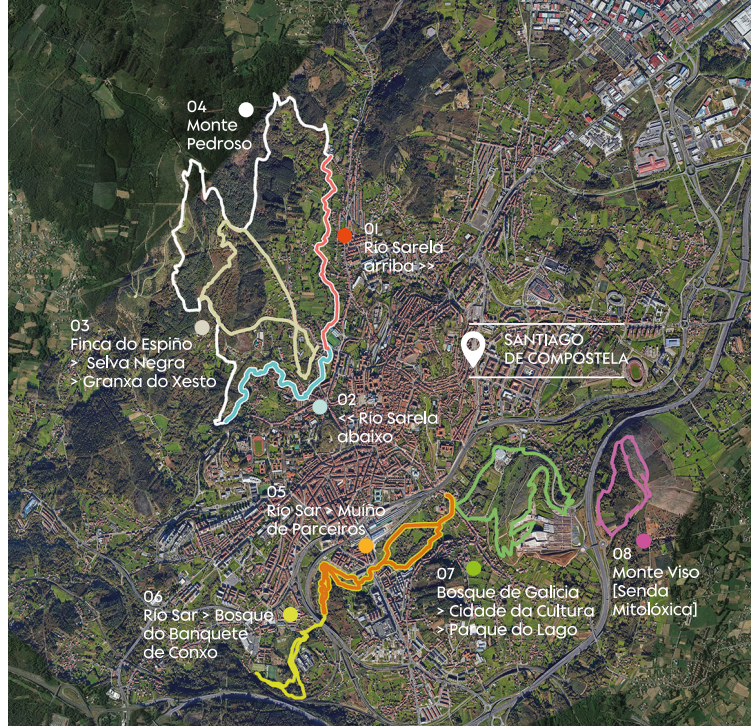 04
Monte
Pedroso
01.
Río Sarela
arriba >>
03
Finca do Espiño
> Selva Negra
> Granxa do Xesto
SANTIAGO
DE COMPOSTELA
02
<< Río Sarela
abaixo
05
Río Sar > Muíño
de Parceiros
06
Río Sar > Bosque
do Banquete
de Conxo
07
Bosque de Galicia
> Cidade da Cultura
> Parque do Lago
08
Monte Viso
[Senda
Mitolóxica]